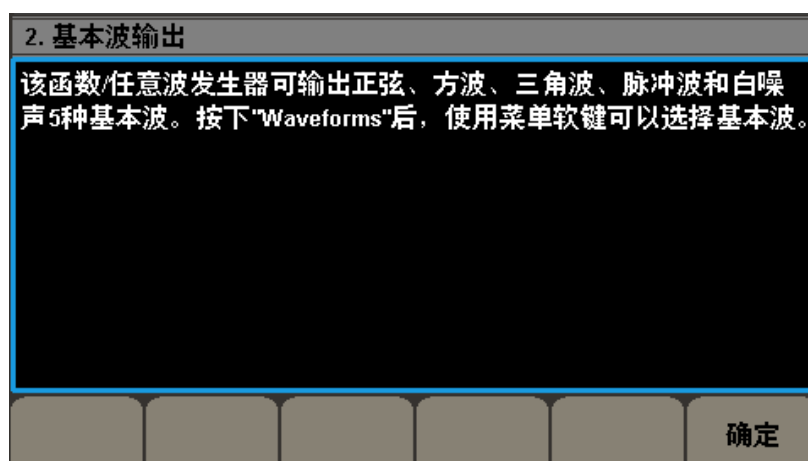 2. 基本波输出
该函数/任意波发生器可输出正弦、方波、三角波、脉冲波和白噪
声5种基本波。按下"Waveforms"后，使用菜单软键可以选择基本波。
确定